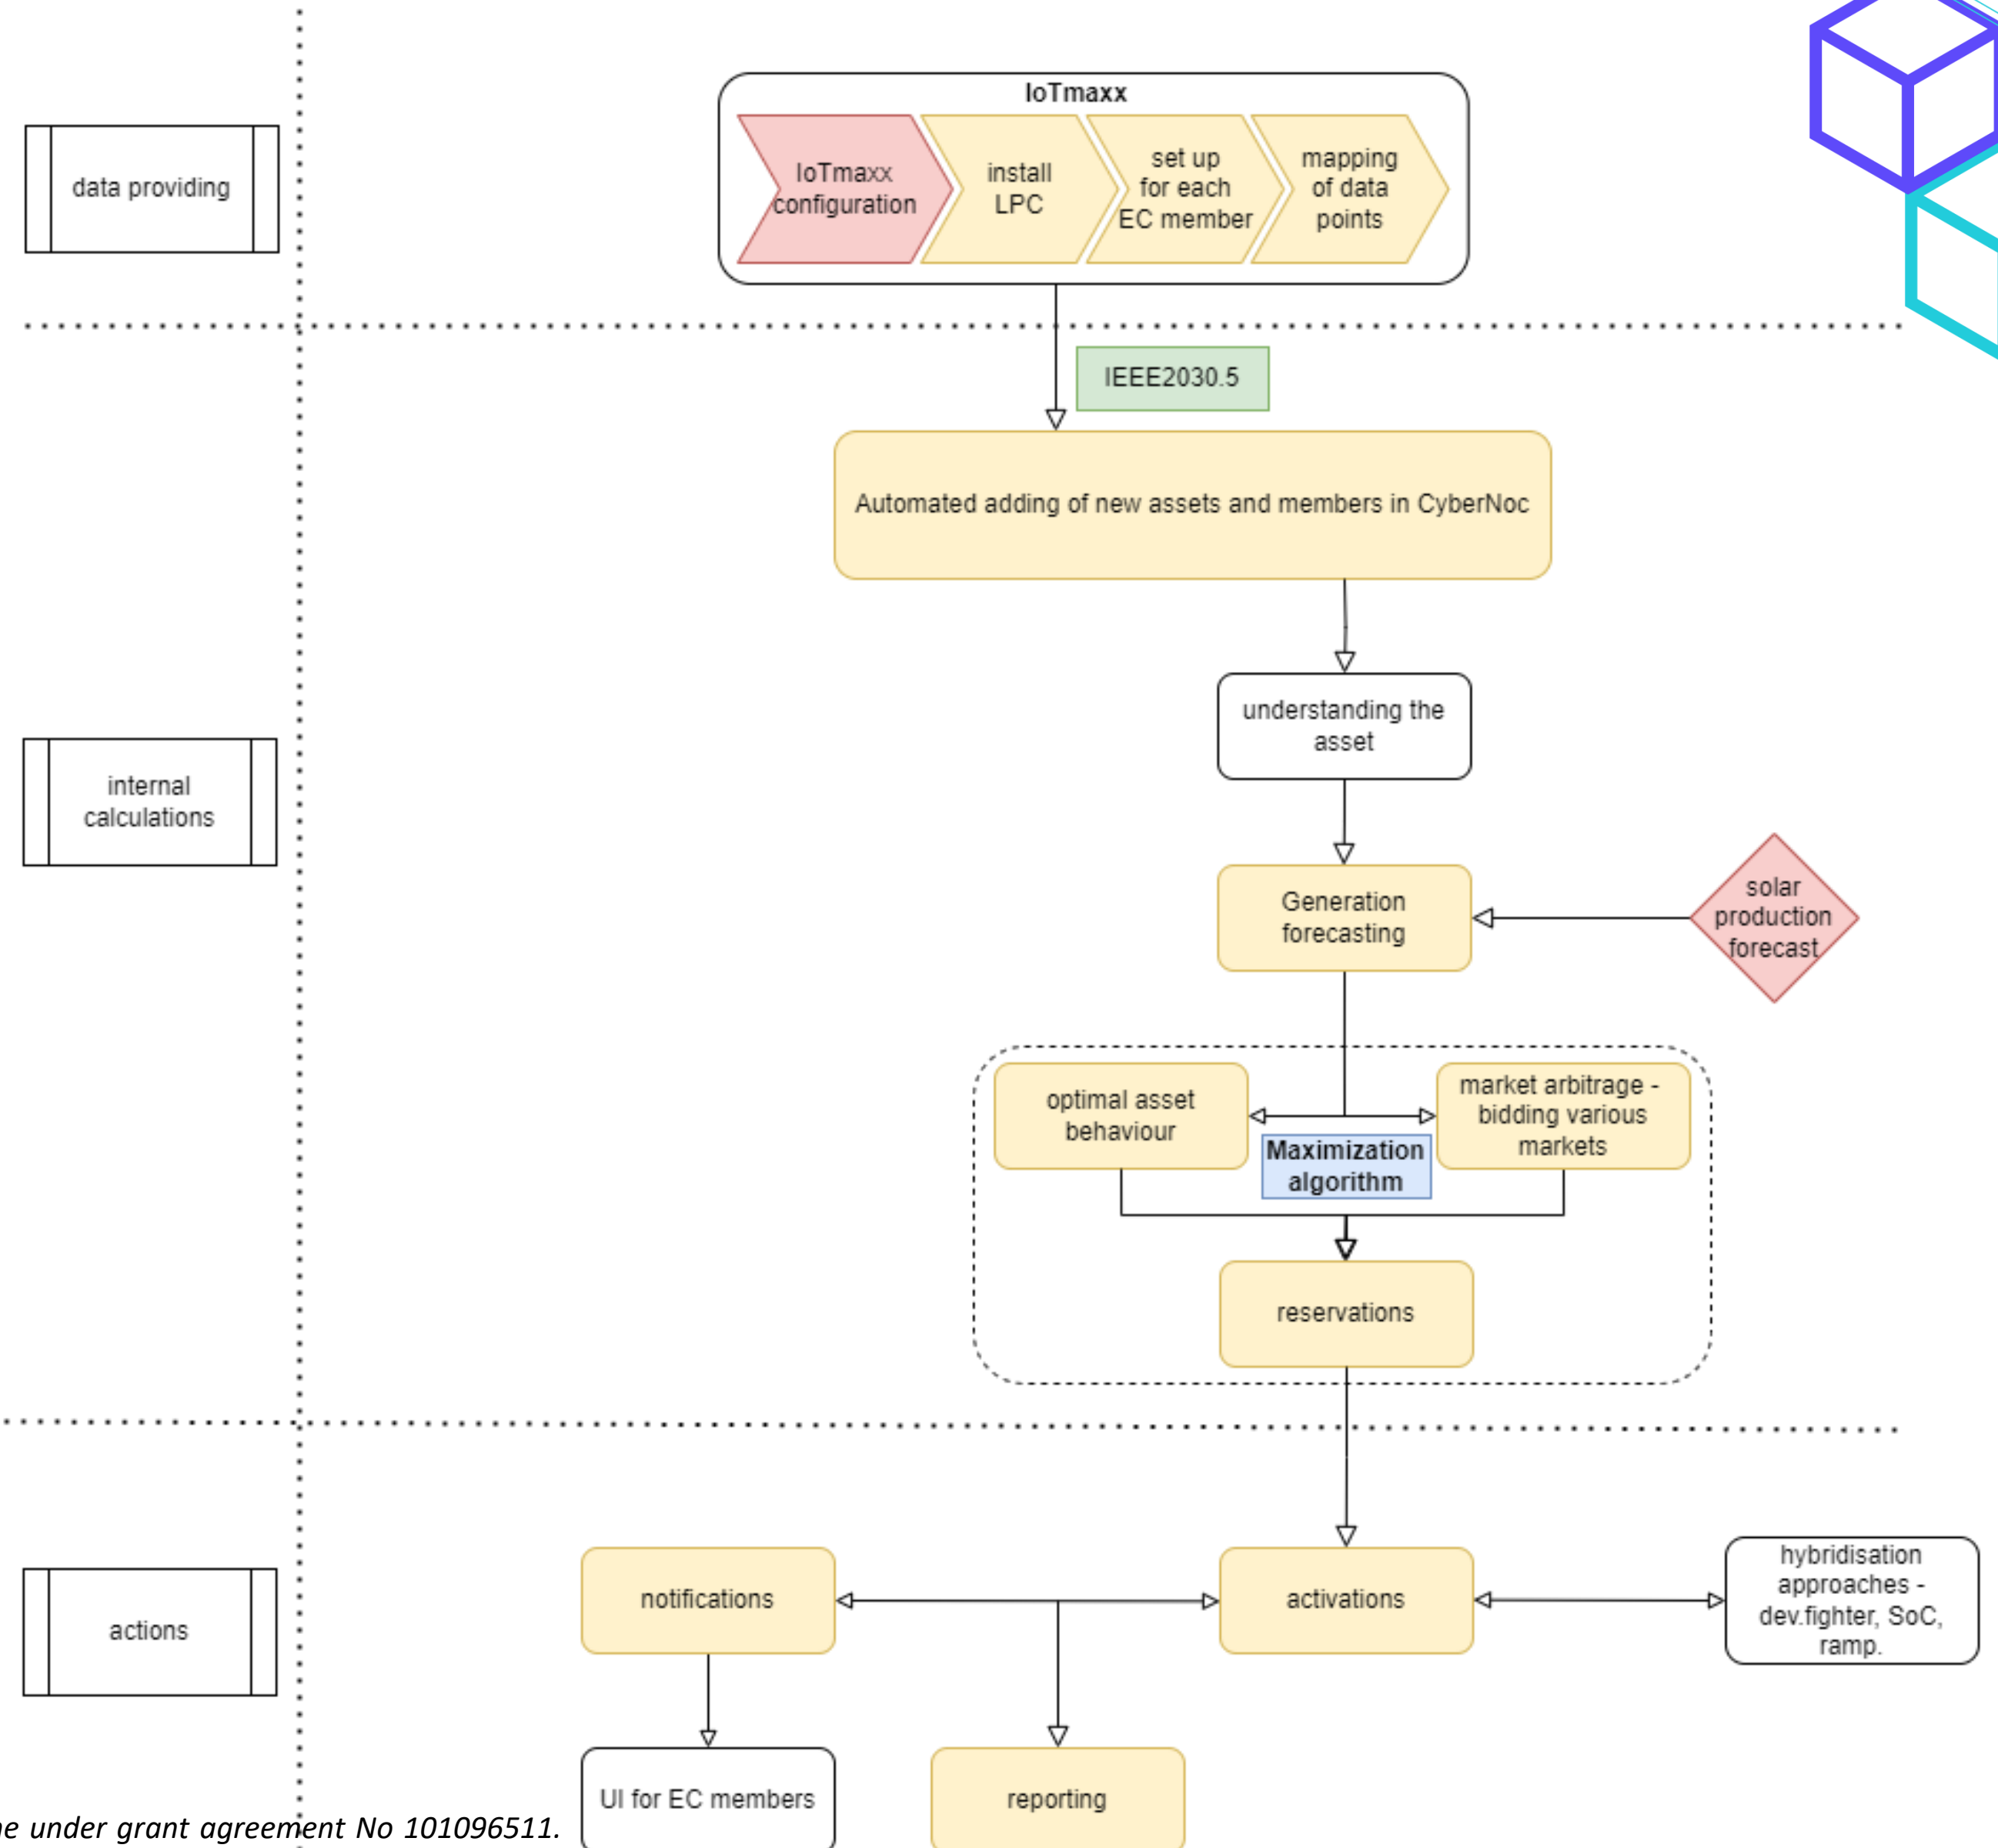 IoTmaxx
data providing
IoTmaxx
configuration
install
LPC
set up
for each
EC member
mapping
of data
points
IEEE2030.5
Automated adding of new assets and members in CyberNoc
understanding the
asset
internal
calculations
Generation
forecasting
solar
production
forecast
optimal asset
behaviour
market arbitrage -
bidding various
markets
Maximization
algorithm
reservations
actions
notifications
activations
hybridisation
approaches -
dev.fighter, SoC,
ramp.
UI for EC members
reporting
under grant agreement No 101096511.